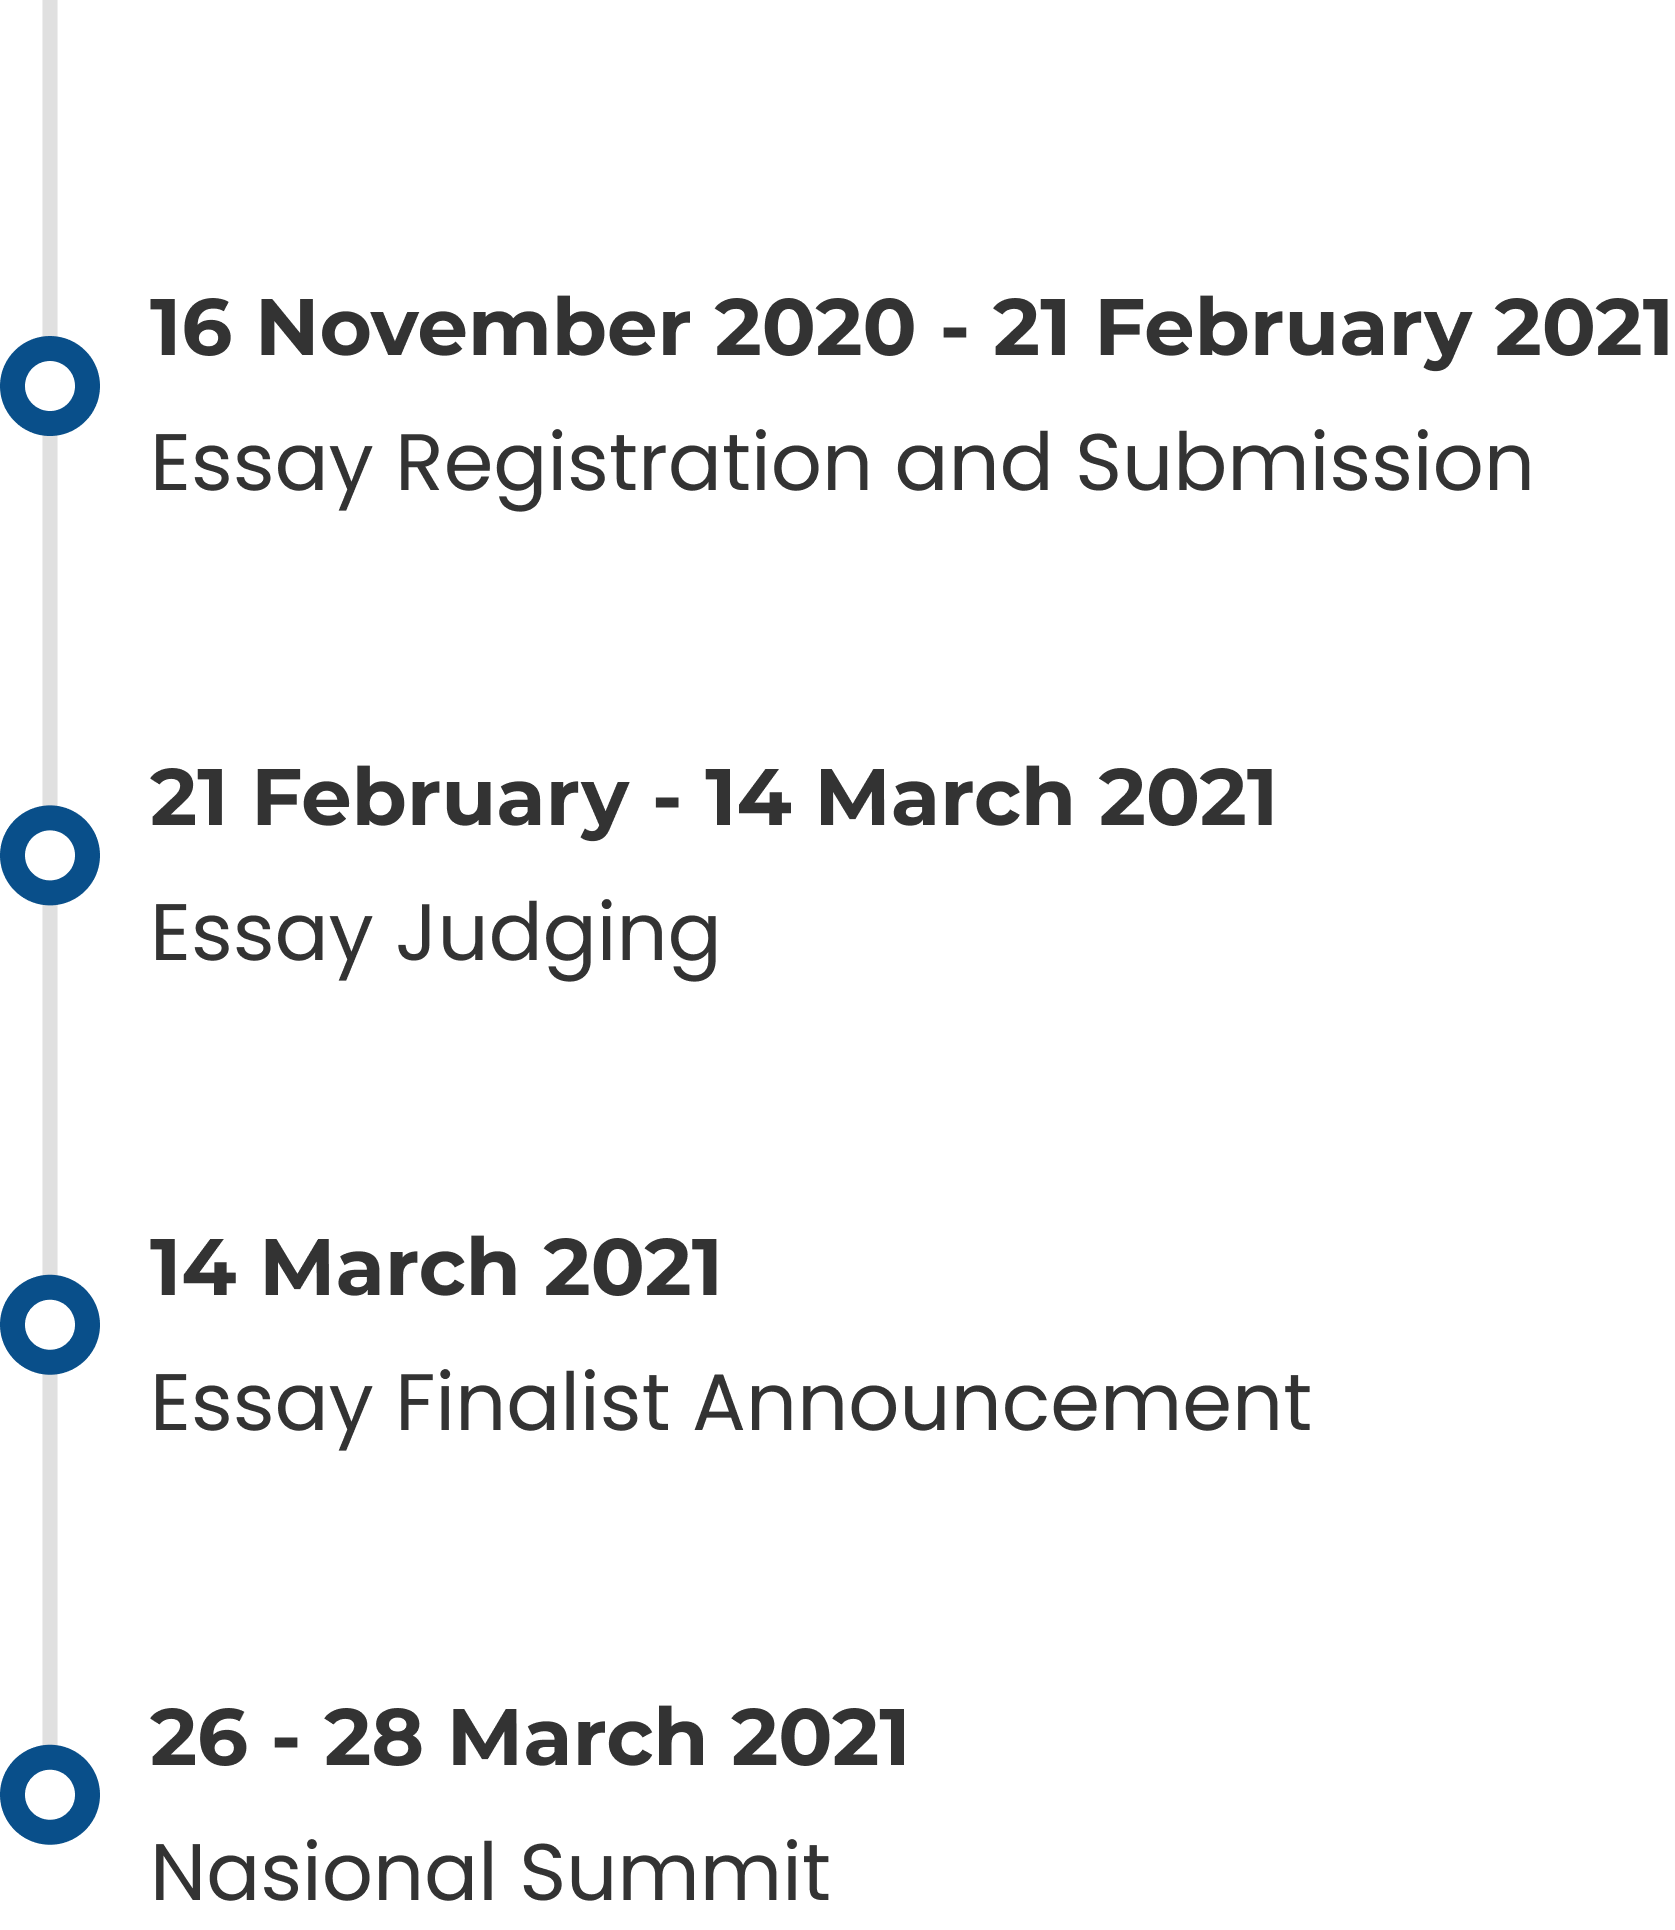 16 November 2020 - 21 February 2021
Essay Registration and Submission
21 February - 14 March 2021
Essay Judging
14 March 2021
Essay Finalist Announcement
26 - 28 March 2021
Nasional Summit